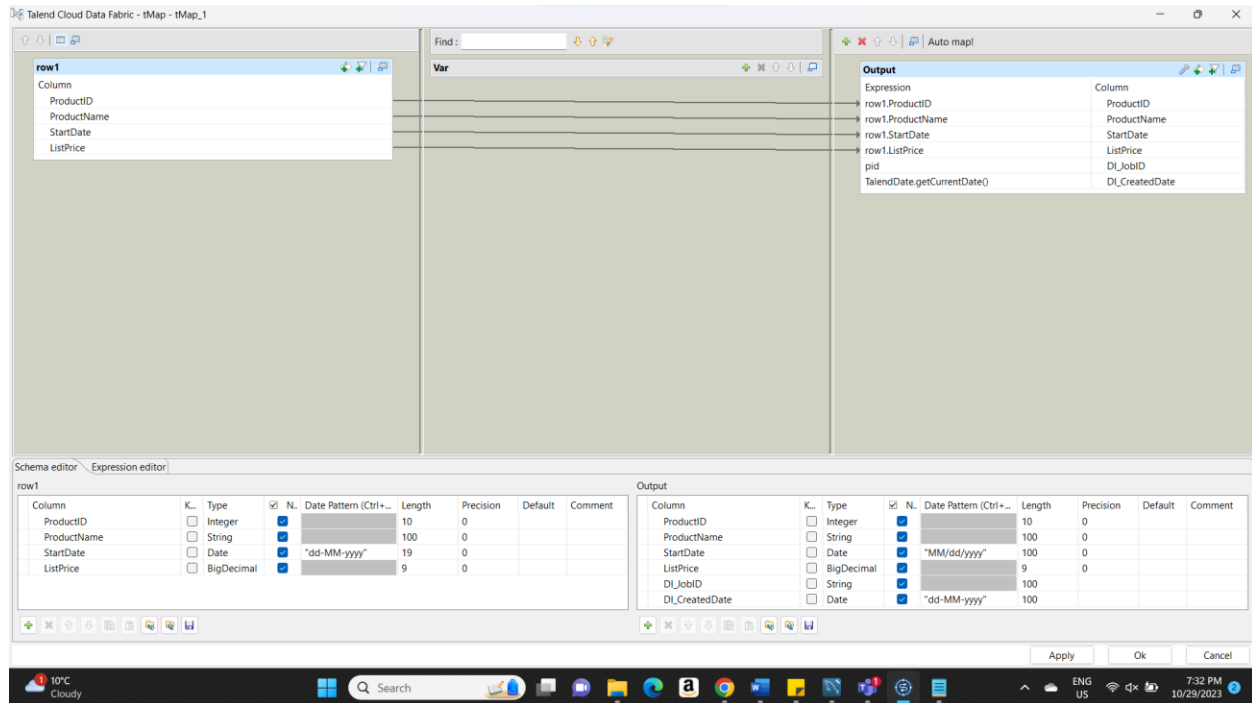 Talend Cloud Data Fabric - tMap - tMap_1
Find :
Auto map!
row1
Column
ProductID
ProductName
StartDate
ListPrice
Var
Output
Expression Column
row1.ProductID ProductID
row1.ProductName ProductName
row1.StartDate StartDate
row1.ListPrice ListPrice
pid DI_JobID
TalendDate.getCurrentDate() DI_CreatedDate
Schema editor Expression editor
row1
Column K... Type N.. Date Pattern (Ctrl+... Length Precision Default Comment
ProductID Integer 10 0
ProductName String 100 0
StartDate Date "dd-MM-yyyy" 19 0
ListPrice BigDecimal 9 0
Output
Column K... Type N.. Date Pattern (Ctrl+... Length Precision Default Comment
ProductID Integer 10 0
ProductName String 100 0
StartDate Date "MM/dd/yyyy" 100 0
ListPrice BigDecimal 9 0
DI_JobID String 100
DI_CreatedDate Date "dd-MM-yyyy" 100
Apply Ok Cancel
1
10°C
Cloudy
Search
a
ENG
US
7:32 PM
10/29/2023
2